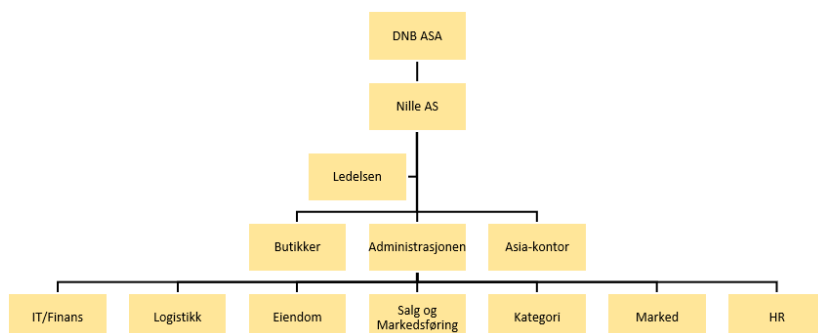 DNB ASA
Nille AS
Ledelsen
Butikker
Administrasjonen
Asia-kontor
IT/Finans
Logistikk
Eiendom
Salg og
Markedsføring
Kategori
Marked
HR